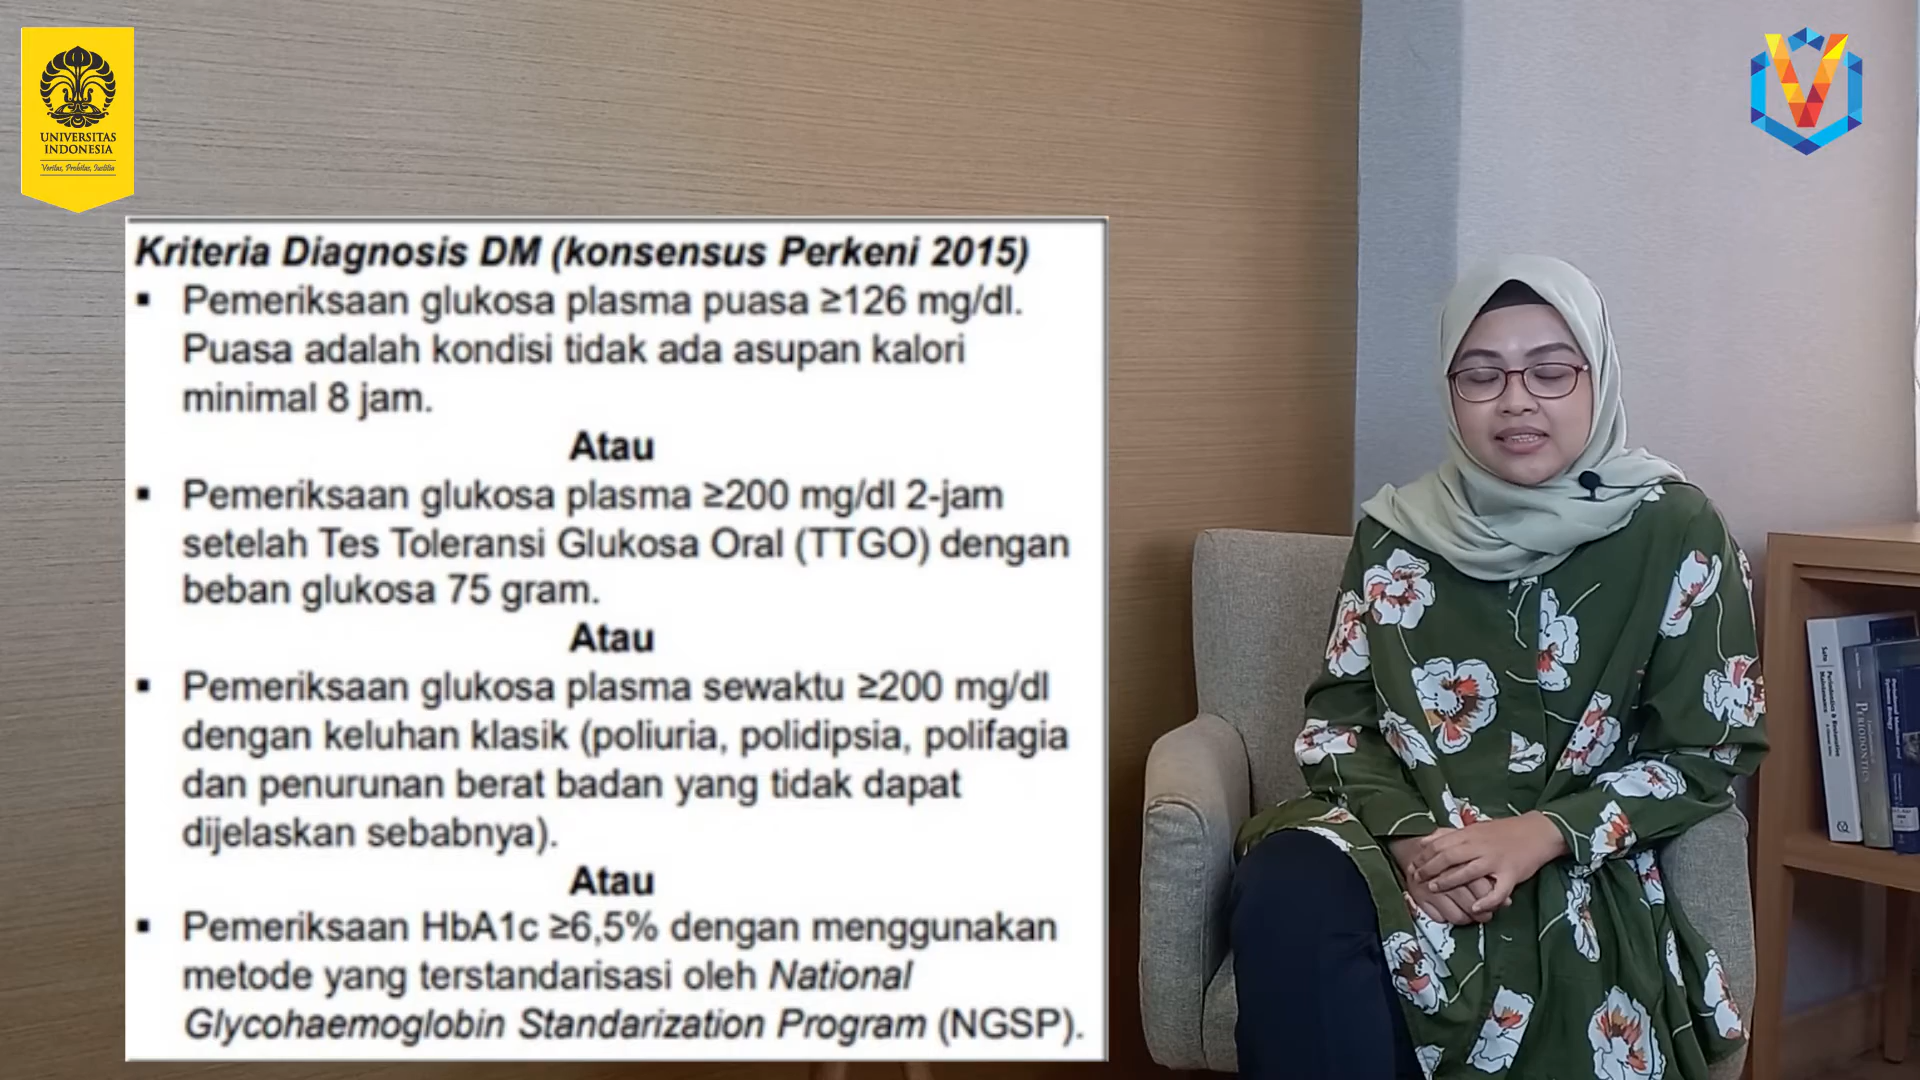 UNIVERSITAS
INDONESIA
Veritas, Probitas, Iustitia
Kriteria Diagnosis DM (konsensus Perkeni 2015)
▪ Pemeriksaan glukosa plasma puasa ≥126 mg/dl.
Puasa adalah kondisi tidak ada asupan kalori
minimal 8 jam.
Atau
▪ Pemeriksaan glukosa plasma ≥200 mg/dl 2-jam
setelah Tes Toleransi Glukosa Oral (TTGO) dengan
beban glukosa 75 gram.
Atau
▪ Pemeriksaan glukosa plasma sewaktu ≥200 mg/dl
dengan keluhan klasik (poliuria, polidipsia, polifagia
dan penurunan berat badan yang tidak dapat
dijelaskan sebabnya).
Atau
▪ Pemeriksaan HbA1c ≥6,5% dengan menggunakan
metode yang terstandarisasi oleh National
Glycohaemoglobin Standarization Program (NGSP).
PERIODONTICS